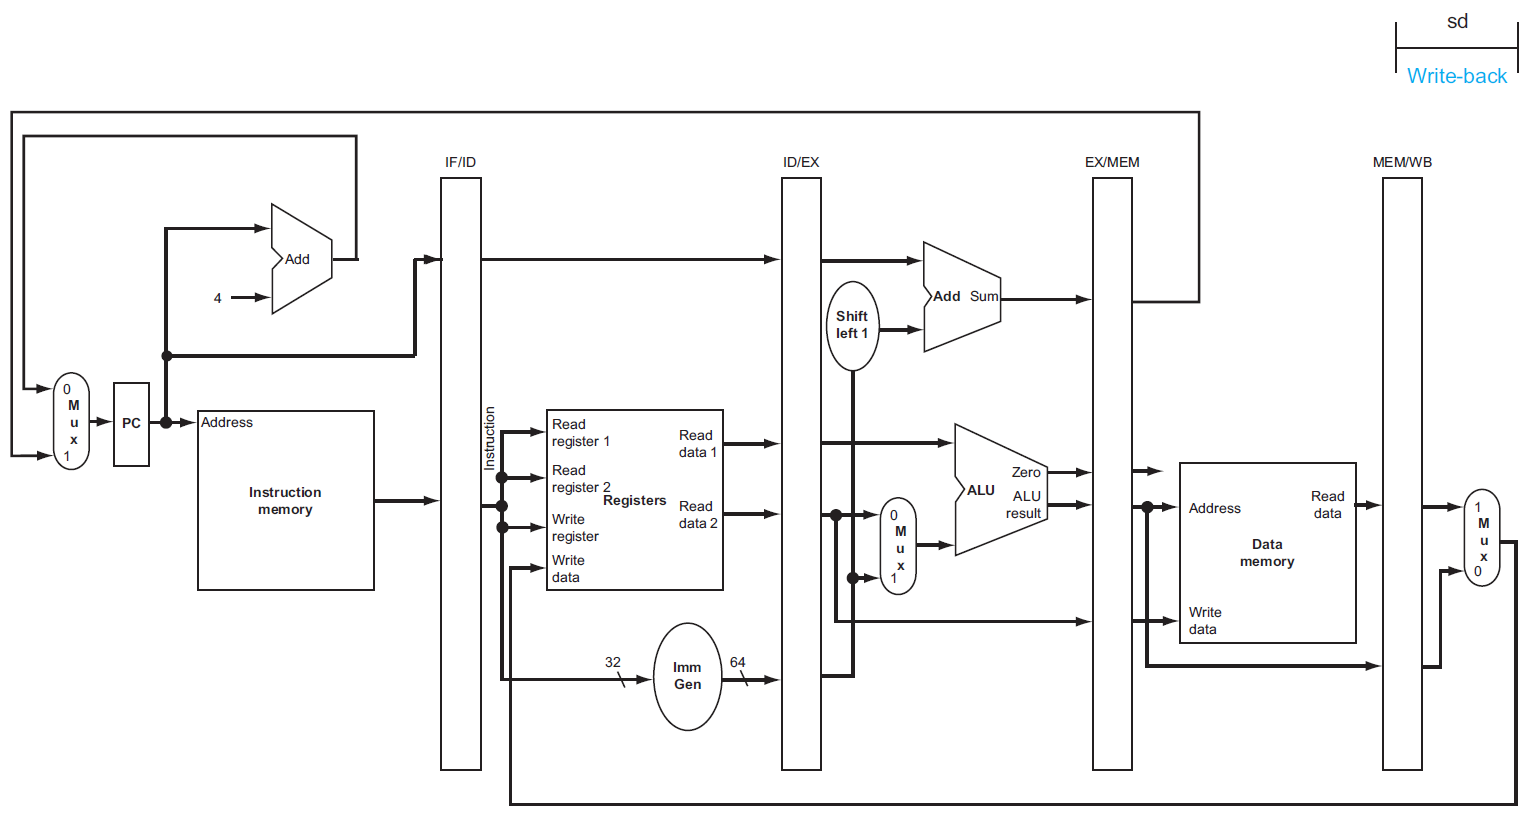 sd
Write-back
IF/ID
ID/EX
EX/MEM
MEM/WB
Add
4
Add Sum
Shift
left 1
0
M
u
x
1
PC
Address
Instruction
memory
Instruction
Read
register 1
Read
register 2
Registers
Write
register
Write
data
Read
data 1
Read
data 2
32
Imm
Gen
64
0
M
u
x
1
Zero
ALU
ALU
result
Address
Read
data
Data
memory
Write
data
1
M
u
x
0